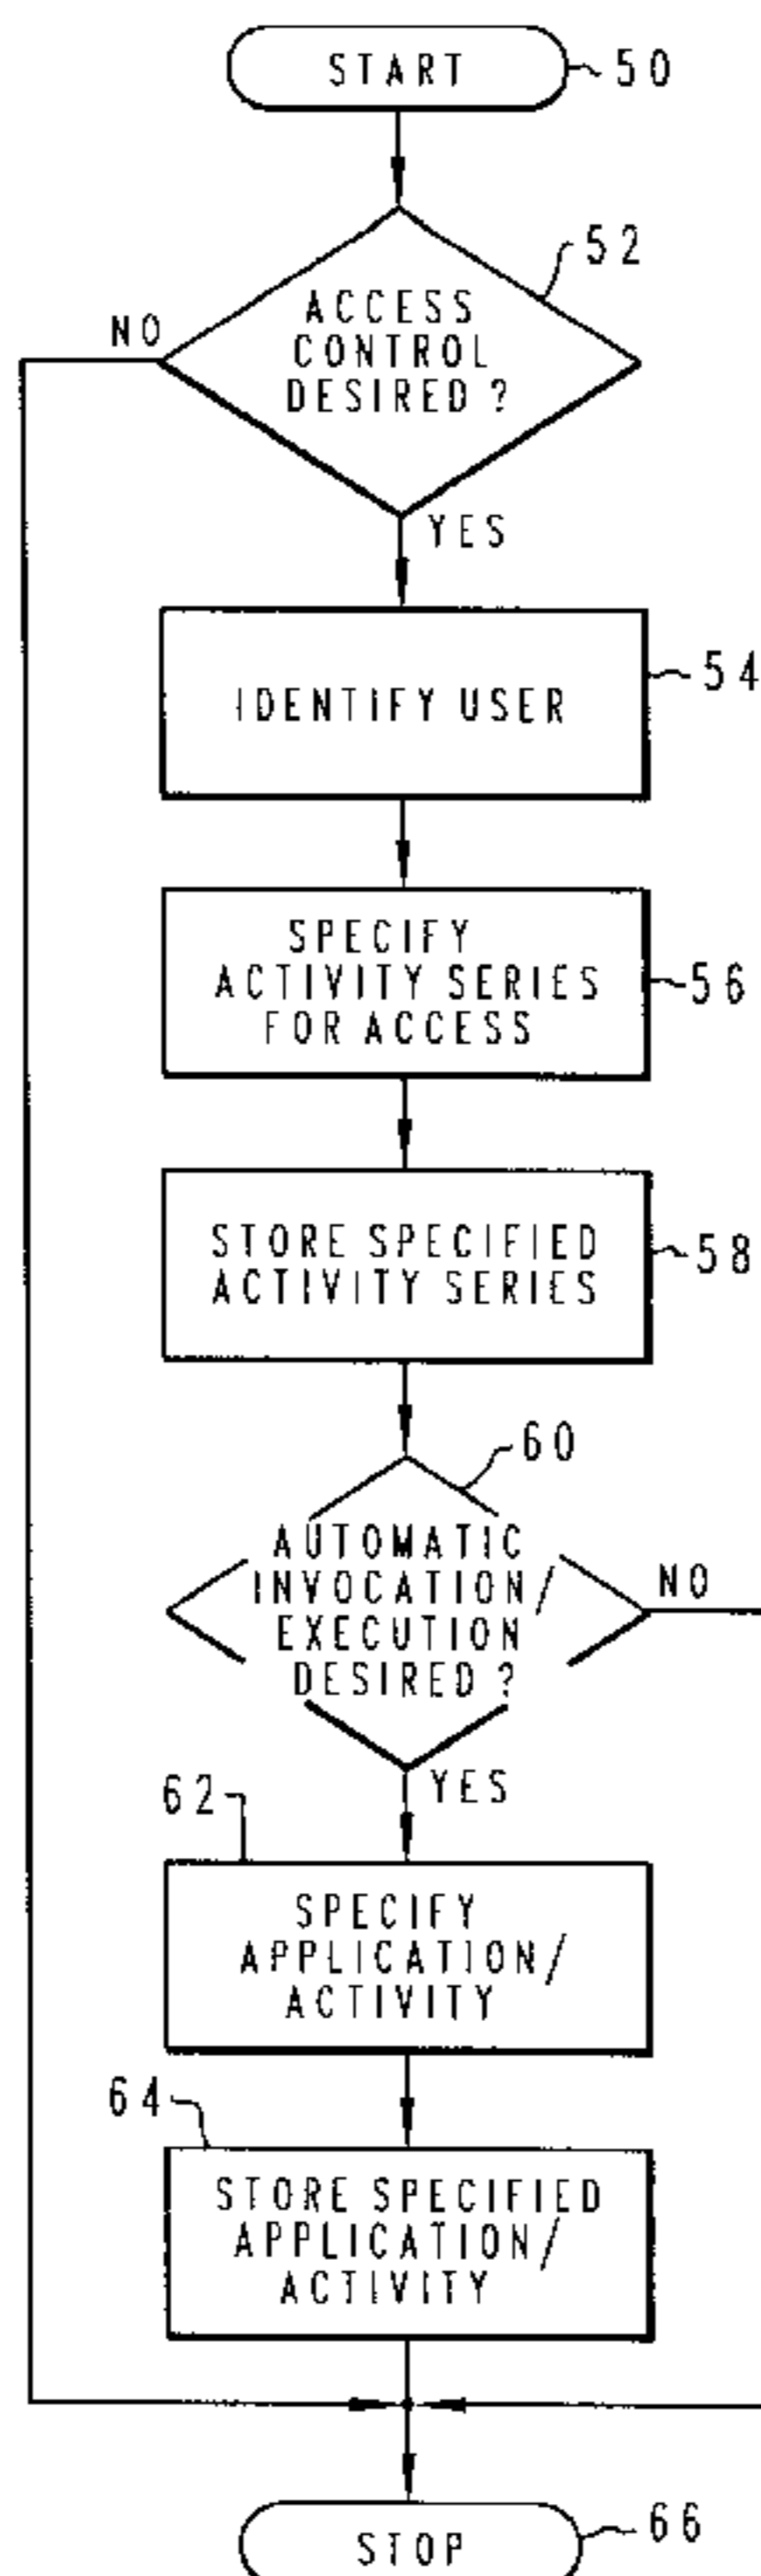 START
50
52
NO
ACCESS
CONTROL
DESIRED?
YES
IDENTIFY USER
54
SPECIFY
ACTIVITY SERIES
FOR ACCESS
56
STORE SPECIFIED
ACTIVITY SERIES
58
60
AUTOMATIC
INVOCATION/
EXECUTION
DESIRED?
NO
YES
62
SPECIFY
APPLICATION/
ACTIVITY
64
STORE SPECIFIED
APPLICATION/
ACTIVITY
STOP
66